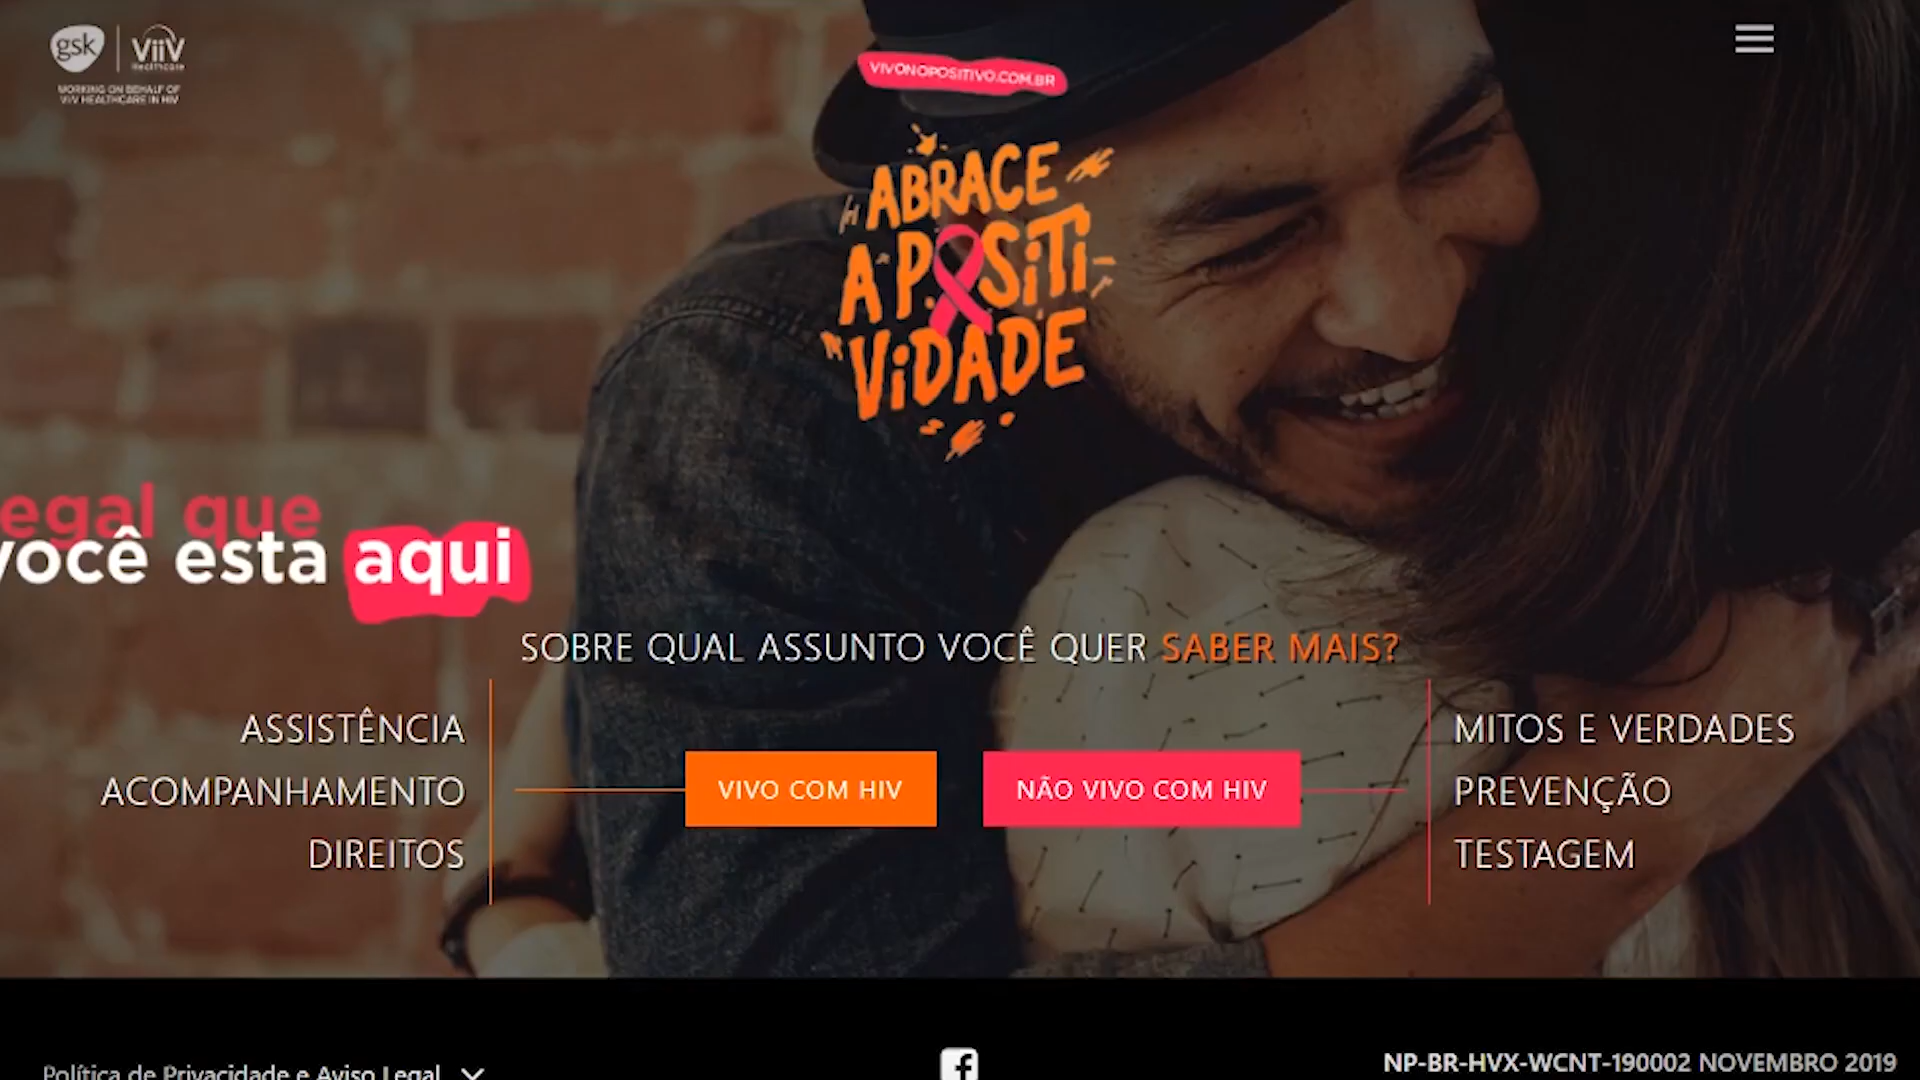 gsk
ViiV
Healthcare
WORKING ON BEHALF OF
ViiV HEALTHCARE IN HIV
VIVONOPOSITIVO.COM.BR
ABRACE
A POSITI
VIDADE
egal que
você esta aqui
SOBRE QUAL ASSUNTO VOCÊ QUER SABER MAIS?
ASSISTÊNCIA
ACOMPANHAMENTO
DIREITOS
VIVO COM HIV
NÃO VIVO COM HIV
MITOS E VERDADES
PREVENÇÃO
TESTAGEM
Política de Privacidade e Aviso Legal
f
NP-BR-HVX-WCNT-190002 NOVEMBRO 2019